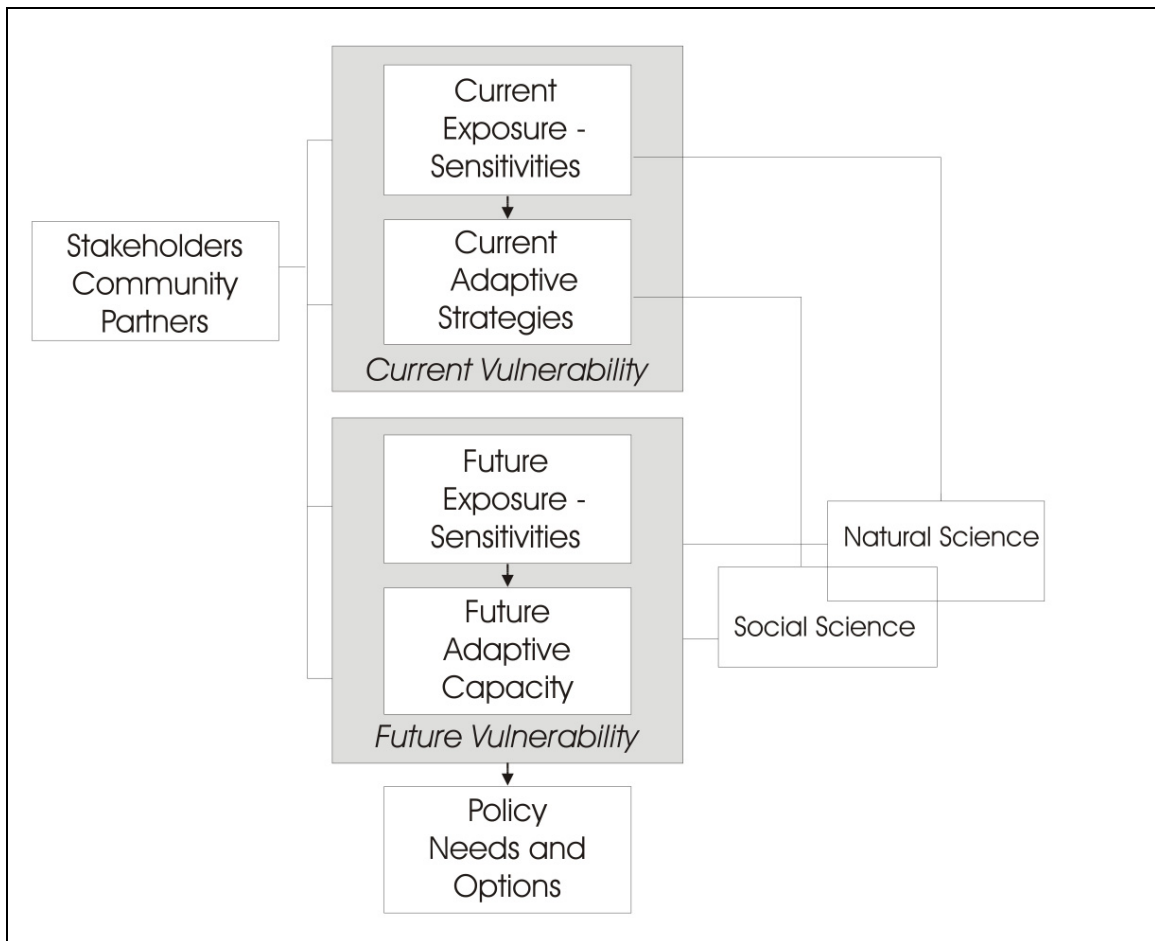 Current
Exposure -
Sensitivities
Stakeholders
Community
Partners
Current
Adaptive
Strategies
Current Vulnerability
Future
Exposure -
Sensitivities
Natural Science
Future
Adaptive
Capacity
Social Science
Future Vulnerability
Policy
Needs and
Options